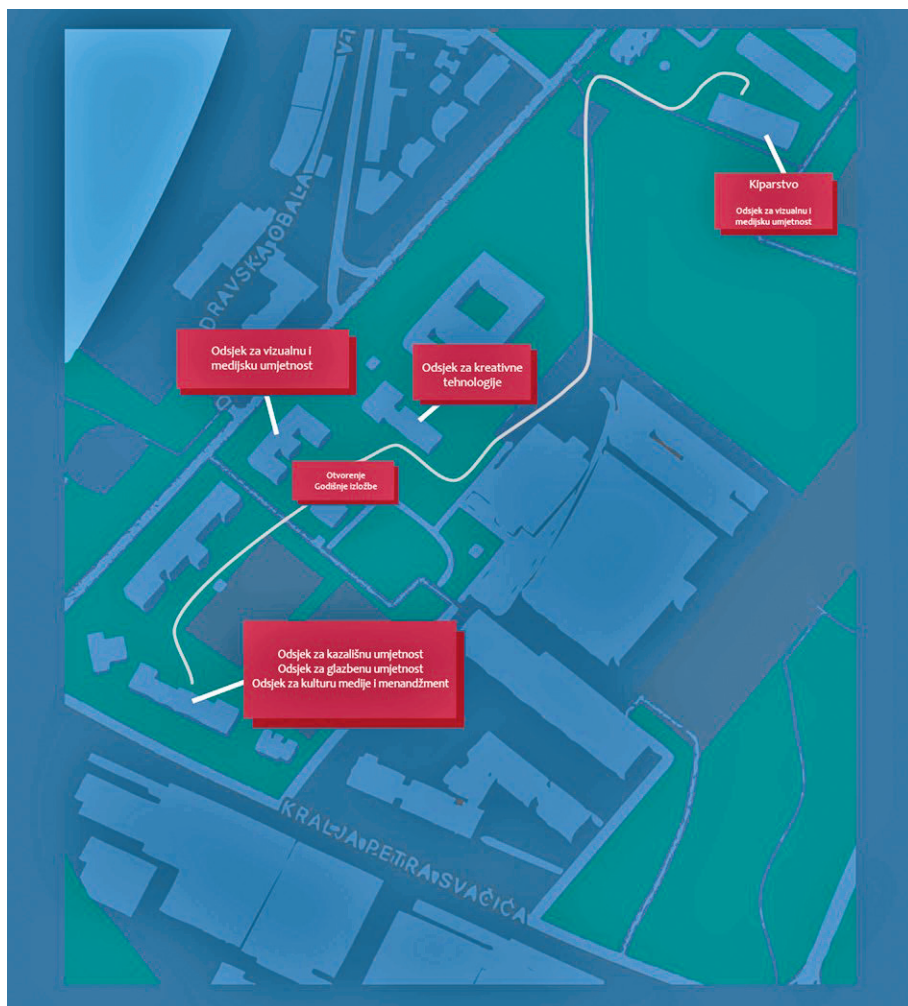 Kiparstvo
Odsjek za vizualnu i
medijsku umjetnost
DRAVSKA OBALA
Odsjek za vizualnu i
medijsku umjetnost
Odsjek za kreativne
tehnologije
Otvorenje
Godišnje izložbe
Odsjek za kazališnu umjetnost
Odsjek za glazbenu umjetnost
Odsjek za kulturu medije i menandžment
KRALJA PETRA SVAČIĆA